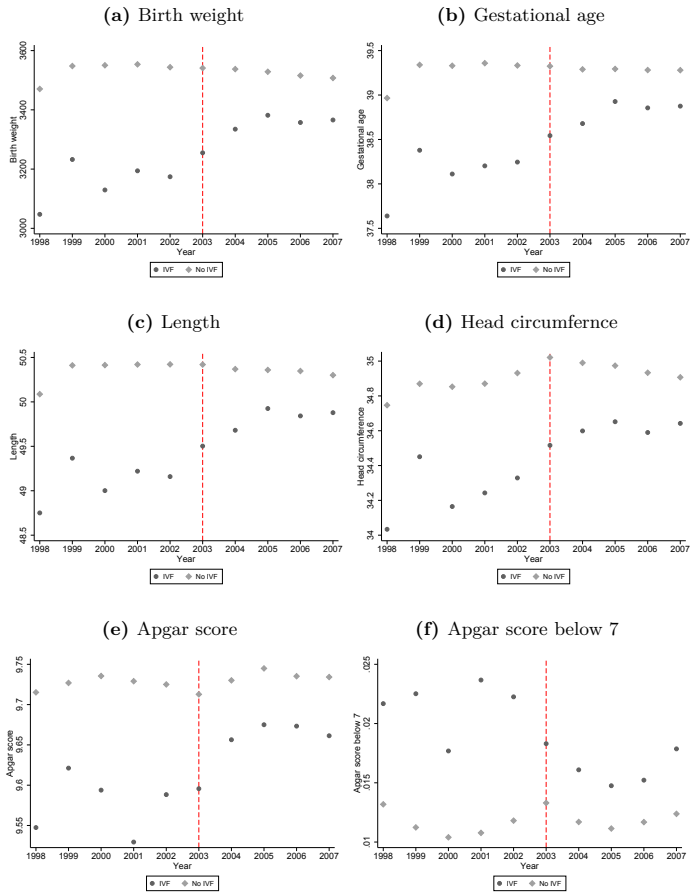 (a) Birth weight
(b) Gestational age
3600
3400
3200
3000
Birth weight
1998 1999 2000 2001 2002 2003 2004 2005 2006 2007
Year
IVF No IVF
39.5
39
38.5
38
37.5
Gestational age
1998 1999 2000 2001 2002 2003 2004 2005 2006 2007
Year
IVF No IVF
(c) Length
(d) Head circumfernce
50.5
50
49.5
49
48.5
Length
1998 1999 2000 2001 2002 2003 2004 2005 2006 2007
Year
IVF No IVF
35
34.8
34.6
34.4
34.2
34
Head circumference
1998 1999 2000 2001 2002 2003 2004 2005 2006 2007
Year
IVF No IVF
(e) Apgar score
(f) Apgar score below 7
9.75
9.7
9.65
9.6
9.55
Apgar score
1998 1999 2000 2001 2002 2003 2004 2005 2006 2007
Year
IVF No IVF
.025
.02
.015
.01
Apgar score below 7
1998 1999 2000 2001 2002 2003 2004 2005 2006 2007
Year
IVF No IVF